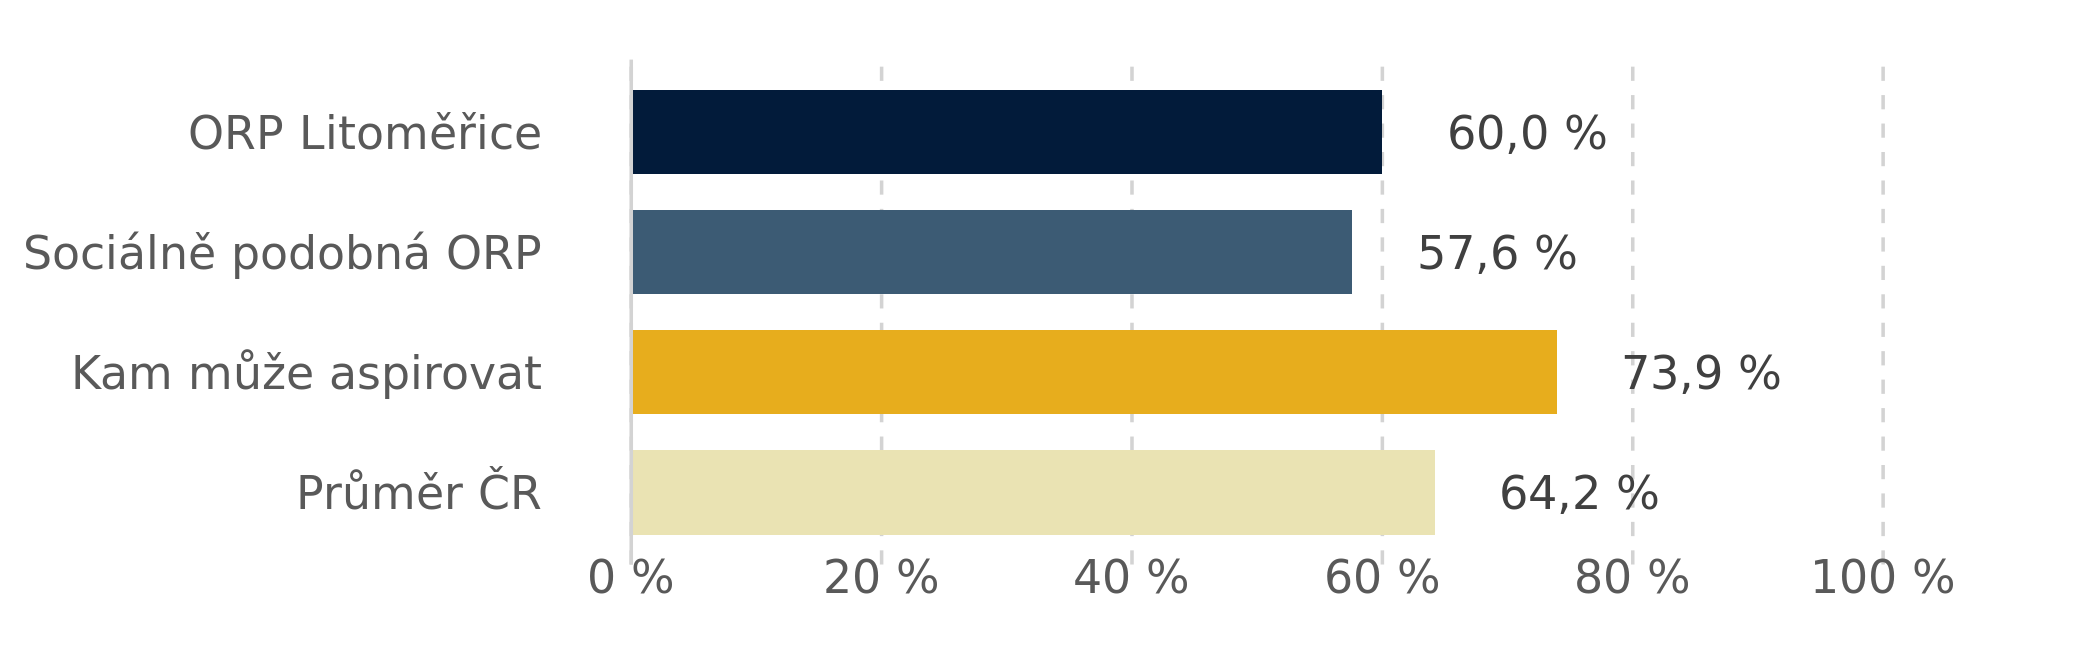 ORP Litoměřice 60,0 %
Sociálně podobná ORP 57,6 %
Kam může aspirovat 73,9 %
Průměr ČR 64,2 %
0 % 20 % 40 % 60 % 80 % 100 %